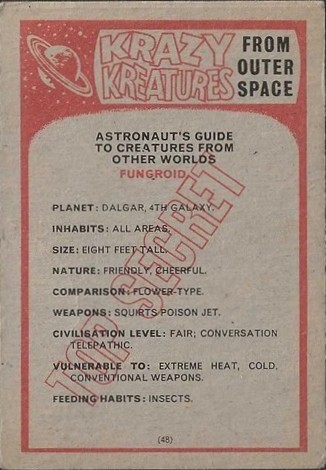 KRAZY
KREATURES
FROM
OUTER
SPACE
ASTRONAUT'S GUIDE
TO CREATURES FROM
OTHER WORLDS
FUNGROID
TOP SECRET
PLANET: DALGAR, 4TH GALAXY.
INHABITS: ALL AREAS.
SIZE: EIGHT FEET TALL.
NATURE: FRIENDLY, CHEERFUL.
COMPARISON: FLOWER-TYPE.
WEAPONS: SQUIRTS POISON JET.
CIVILISATION LEVEL: FAIR; CONVERSATION
TELEPATHIC.
VULNERABLE TO: EXTREME HEAT, COLD,
CONVENTIONAL WEAPONS.
FEEDING HABITS: INSECTS.
(48)